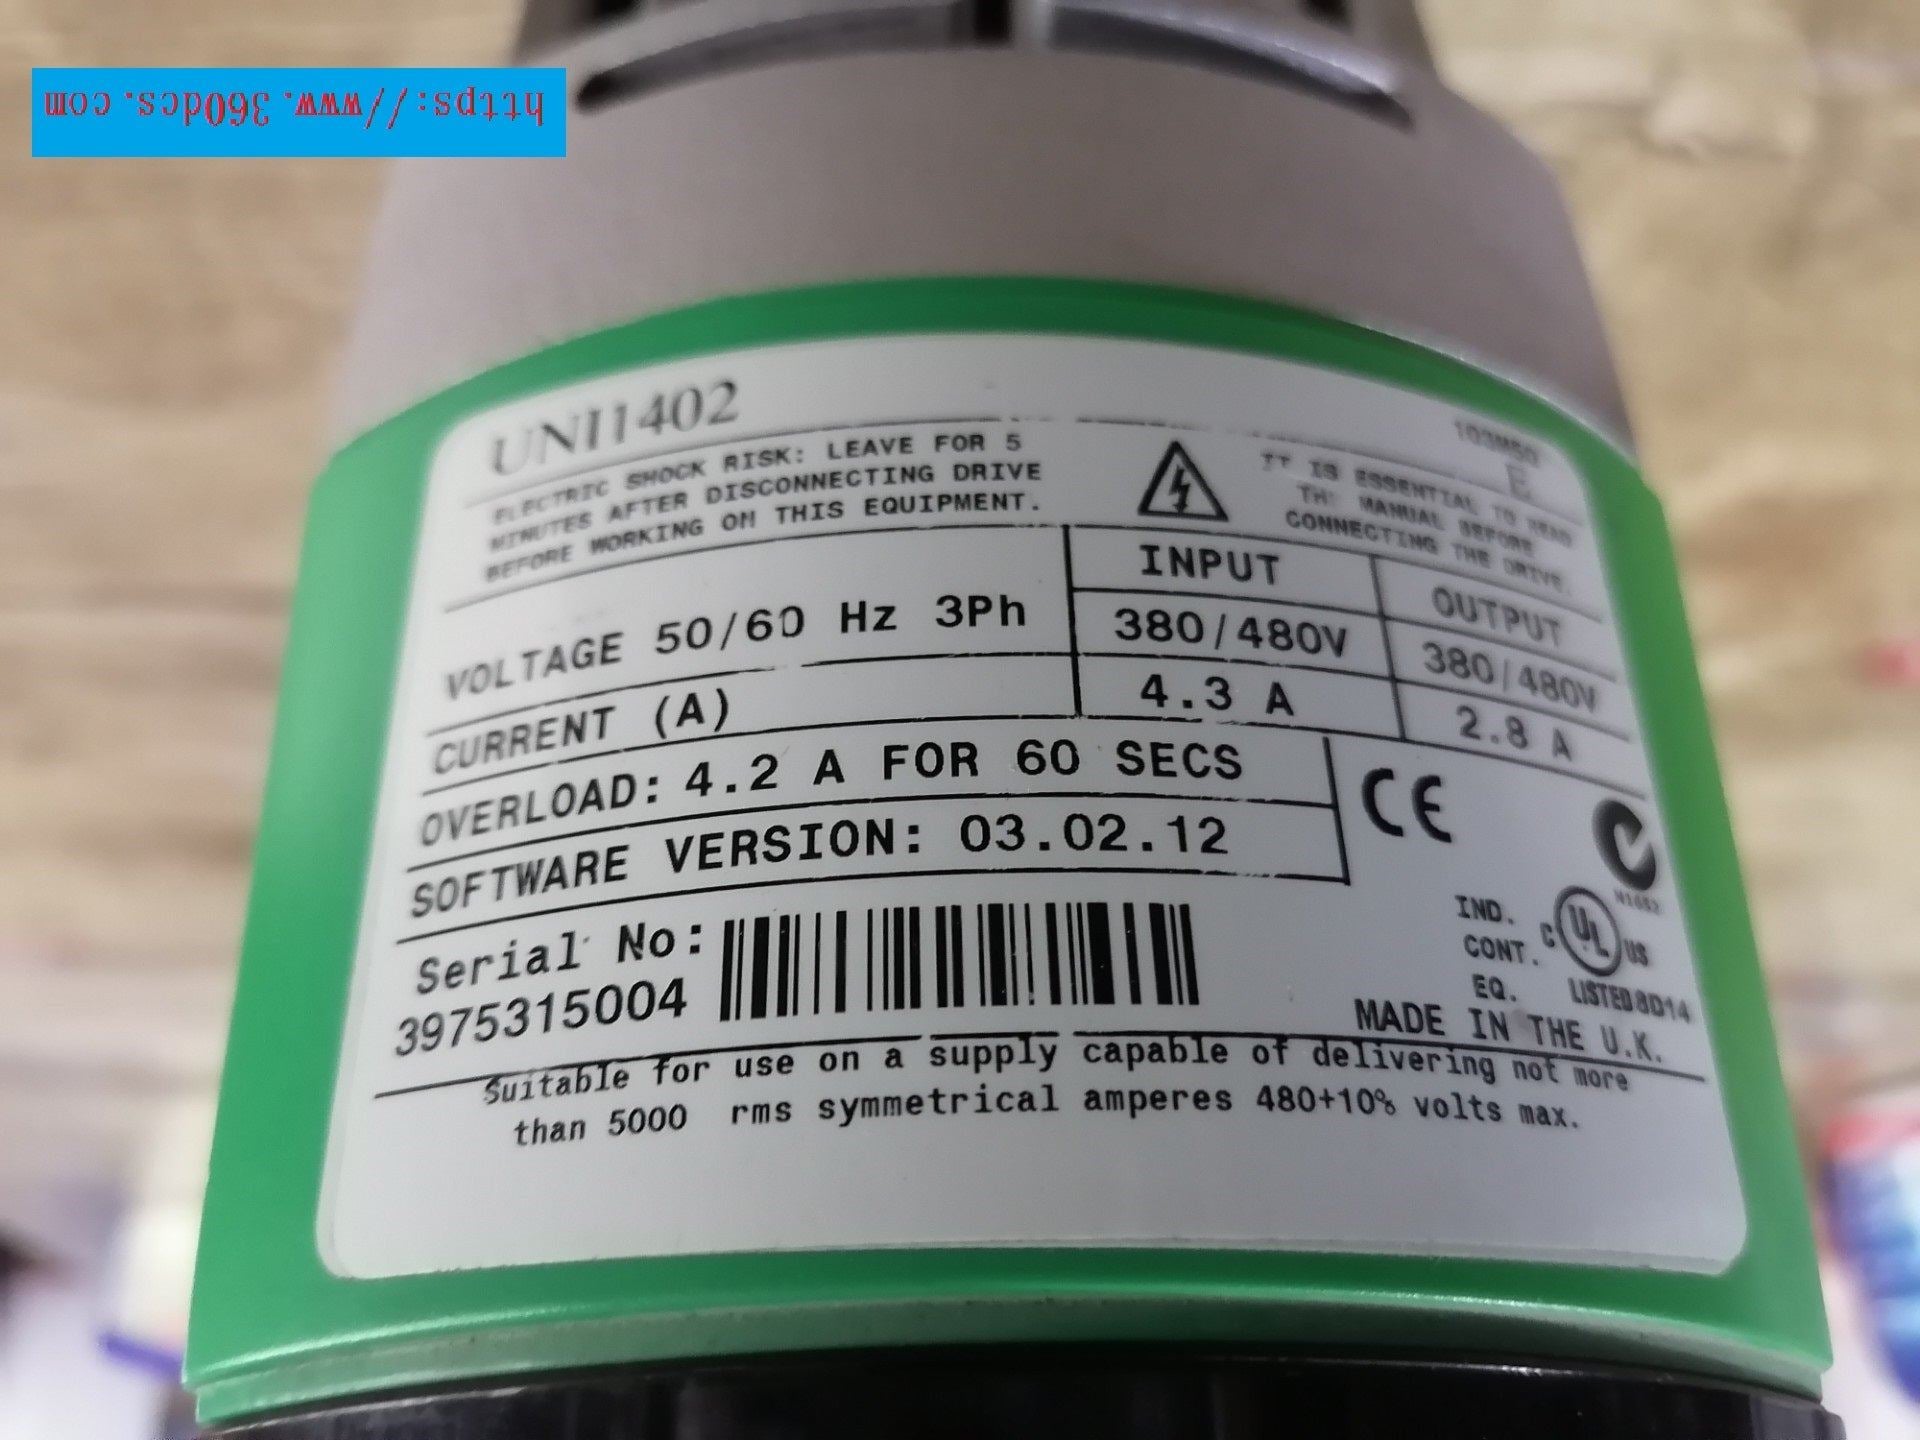 https://www.360dcs.com
UNI1402
103M50
E
ELECTRIC SHOCK RISK: LEAVE FOR 5
MINUTES AFTER DISCONNECTING DRIVE
BEFORE WORKING ON THIS EQUIPMENT.
IT IS ESSENTIAL TO READ
THE MANUAL BEFORE
CONNECTING THE DRIVE.
INPUT OUTPUT
VOLTAGE 50/60 Hz 3Ph 380/480V 380/480V
CURRENT (A) 4.3 A 2.8 A
OVERLOAD: 4.2 A FOR 60 SECS
SOFTWARE VERSION: 03.02.12
CE
Serial No:
3975315004
IND.
CONT.
EQ.
C UL US
LISTED 8D14
MADE IN THE U.K.
Suitable for use on a supply capable of delivering not more
than 5000 rms symmetrical amperes 480+10% volts max.